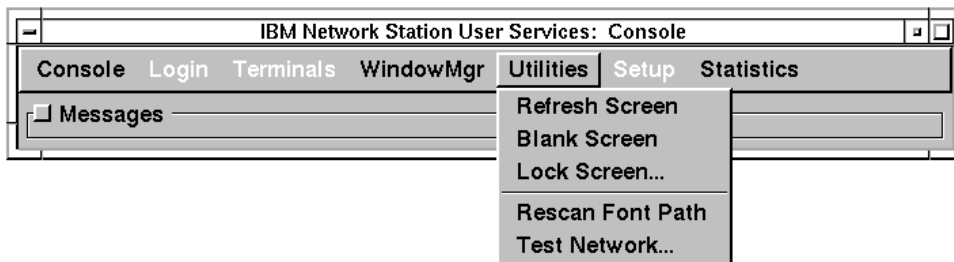 IBM Network Station User Services: Console
Console Login Terminals WindowMgr Utilities Setup Statistics
Messages
Refresh Screen
Blank Screen
Lock Screen...
Rescan Font Path
Test Network...